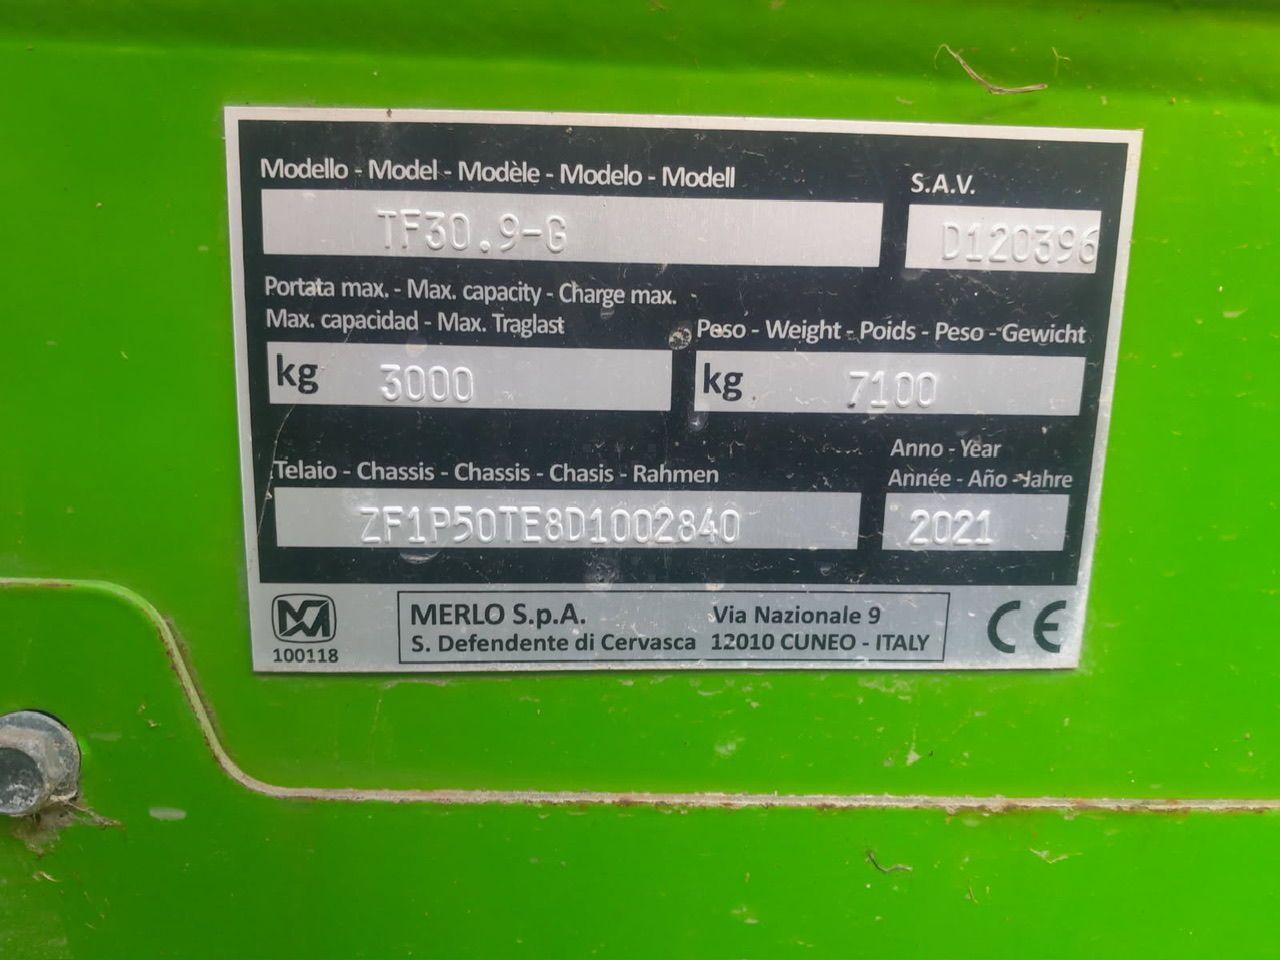 Modello - Model - Modèle - Modelo - Modell
S.A.V.
TF30.9-G
D120396
Portata max. - Max. capacity - Charge max.
Max. capacidad - Max. Traglast
Peso - Weight - Poids - Peso - Gewicht
kg 3000
kg 7100
Telaio - Chassis - Chassis - Chasis - Rahmen
Anno - Year
Année - Año - Jahre
ZF1P50TE8D1002840
2021
100118
MERLO S.p.A. Via Nazionale 9
S. Defendente di Cervasca 12010 CUNEO - ITALY
CE